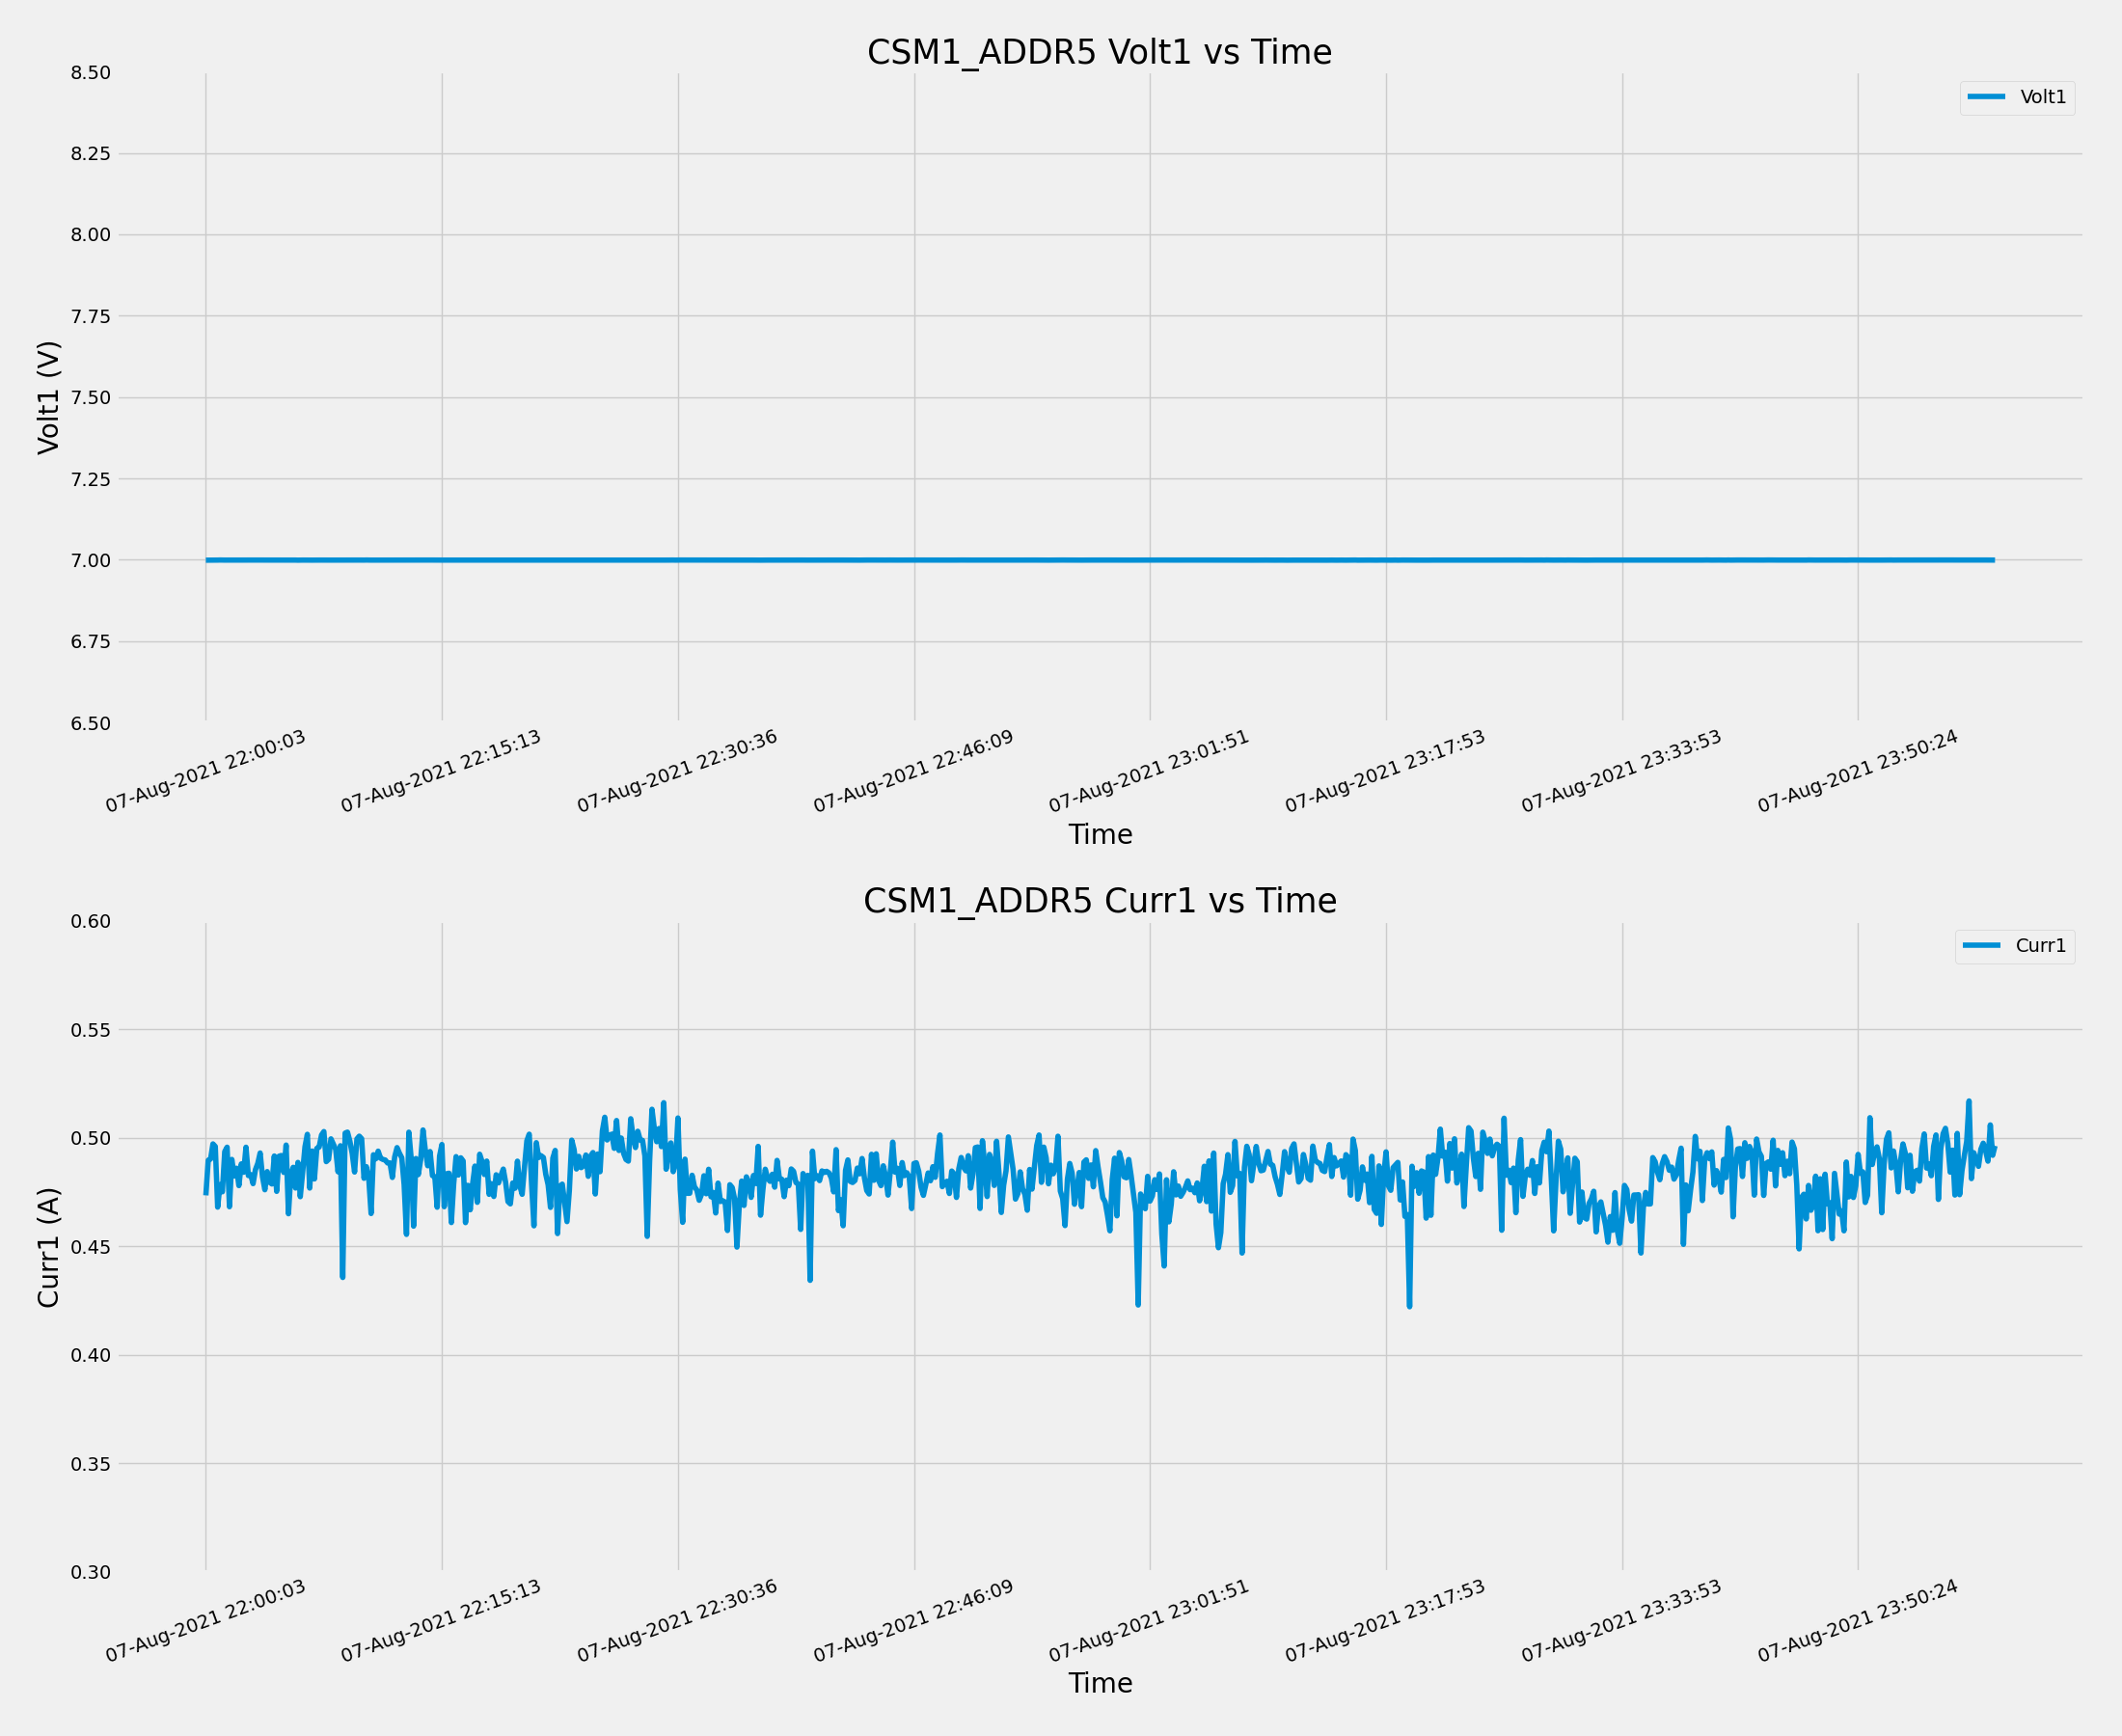 CSM1_ADDR5 Volt1 vs Time
Volt1
8.50
8.25
8.00
7.75
7.50
7.25
7.00
6.75
6.50
Volt1 (V)
07-Aug-2021 22:00:03
07-Aug-2021 22:15:13
07-Aug-2021 22:30:36
07-Aug-2021 22:46:09
07-Aug-2021 23:01:51
07-Aug-2021 23:17:53
07-Aug-2021 23:33:53
07-Aug-2021 23:50:24
Time
CSM1_ADDR5 Curr1 vs Time
Curr1
0.60
0.55
0.50
0.45
0.40
0.35
0.30
Curr1 (A)
07-Aug-2021 22:00:03
07-Aug-2021 22:15:13
07-Aug-2021 22:30:36
07-Aug-2021 22:46:09
07-Aug-2021 23:01:51
07-Aug-2021 23:17:53
07-Aug-2021 23:33:53
07-Aug-2021 23:50:24
Time